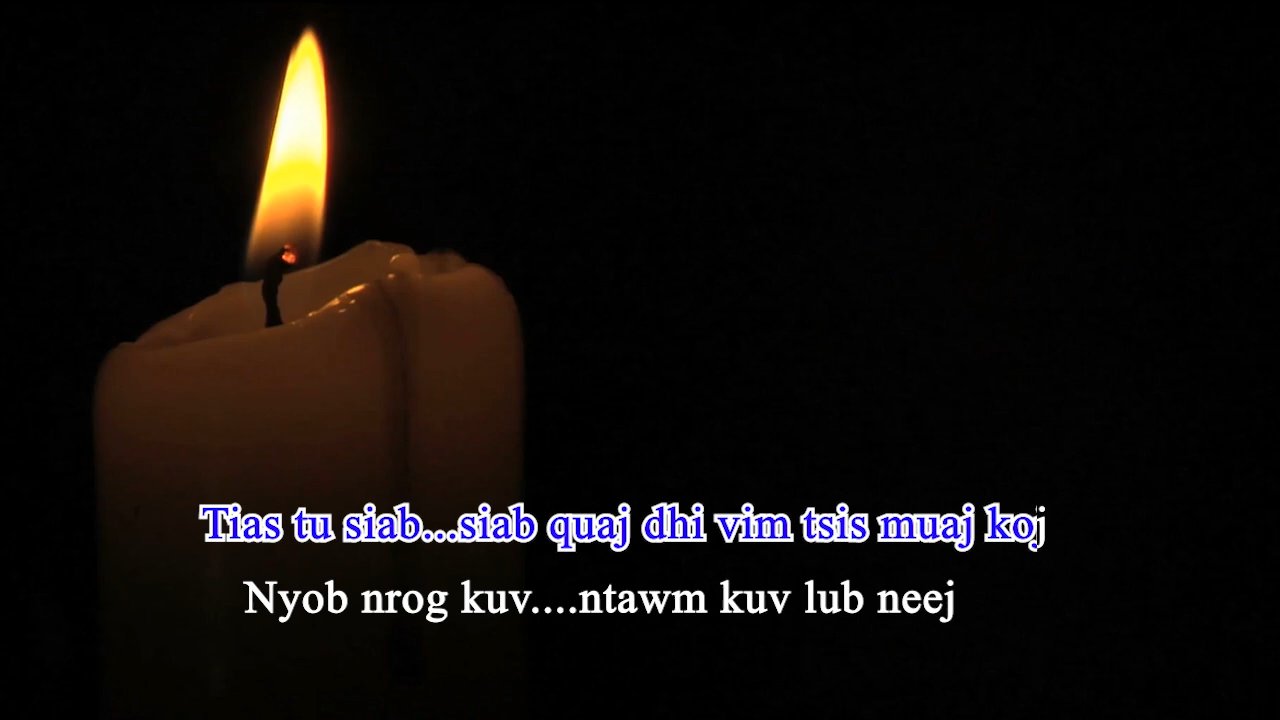 Tias tu siab...siab quaj dhi vim tsis muaj koj
Nyob nrog kuv....ntawm kuv lub neej